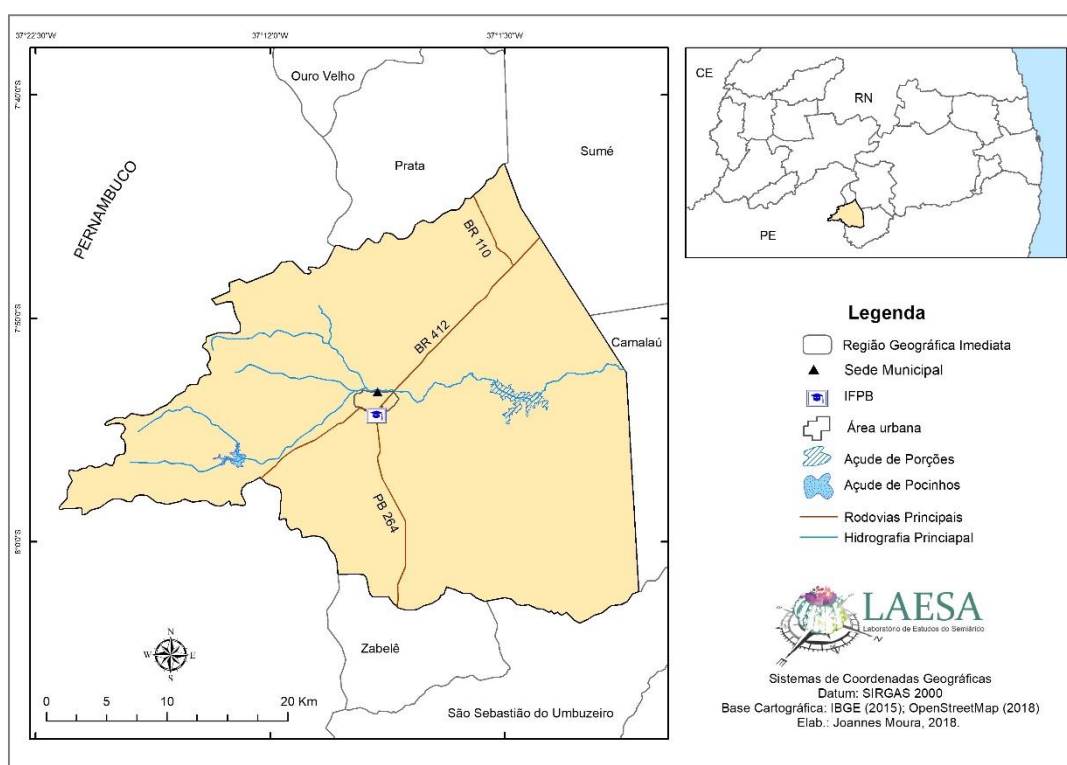 37°22'30"W
37°12'0"W
37°1'30"W
7°40'0"S
7°50'0"S
8°0'0"S
Ouro Velho
Prata
Sumé
PERNAMBUCO
BR 110
BR 412
Camalaú
PB 264
Zabelê
São Sebastião do Umbuzeiro
N
W
E
S
0 5 10 20 Km
CE
RN
PE
Legenda
Região Geográfica Imediata
Sede Municipal
IFPB
Área urbana
Açude de Porções
Açude de Pocinhos
Rodovias Principais
Hidrografia Princiapal
LAESA
Laboratório de Estudos do Semiárico
N
Sistemas de Coordenadas Geográficas
Datum: SIRGAS 2000
Base Cartográfica: IBGE (2015); OpenStreetMap (2018)
Elab.: Joannes Moura, 2018.